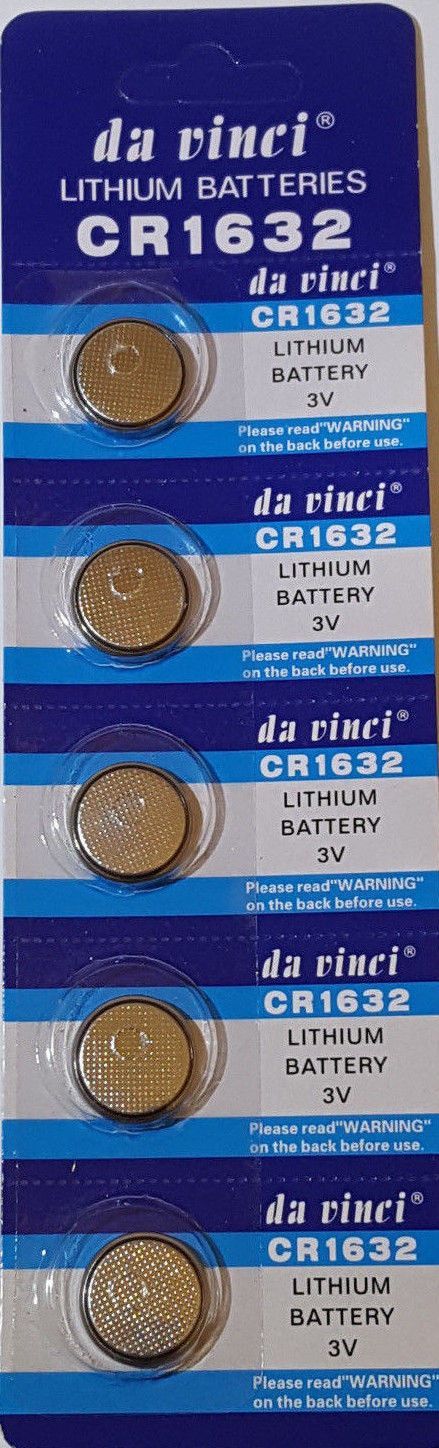 da vinci®
LITHIUM BATTERIES
CR1632
da vinci®
CR1632
LITHIUM
BATTERY
3V
Please read"WARNING"
on the back before use.
da vinci®
CR1632
LITHIUM
BATTERY
3V
Please read"WARNING"
on the back before use.
da vinci®
CR1632
LITHIUM
BATTERY
3V
Please read"WARNING"
on the back before use.
da vinci®
CR1632
LITHIUM
BATTERY
3V
Please read"WARNING"
on the back before use.
da vinci®
CR1632
LITHIUM
BATTERY
3V
Please read"WARNING"
on the back before use.